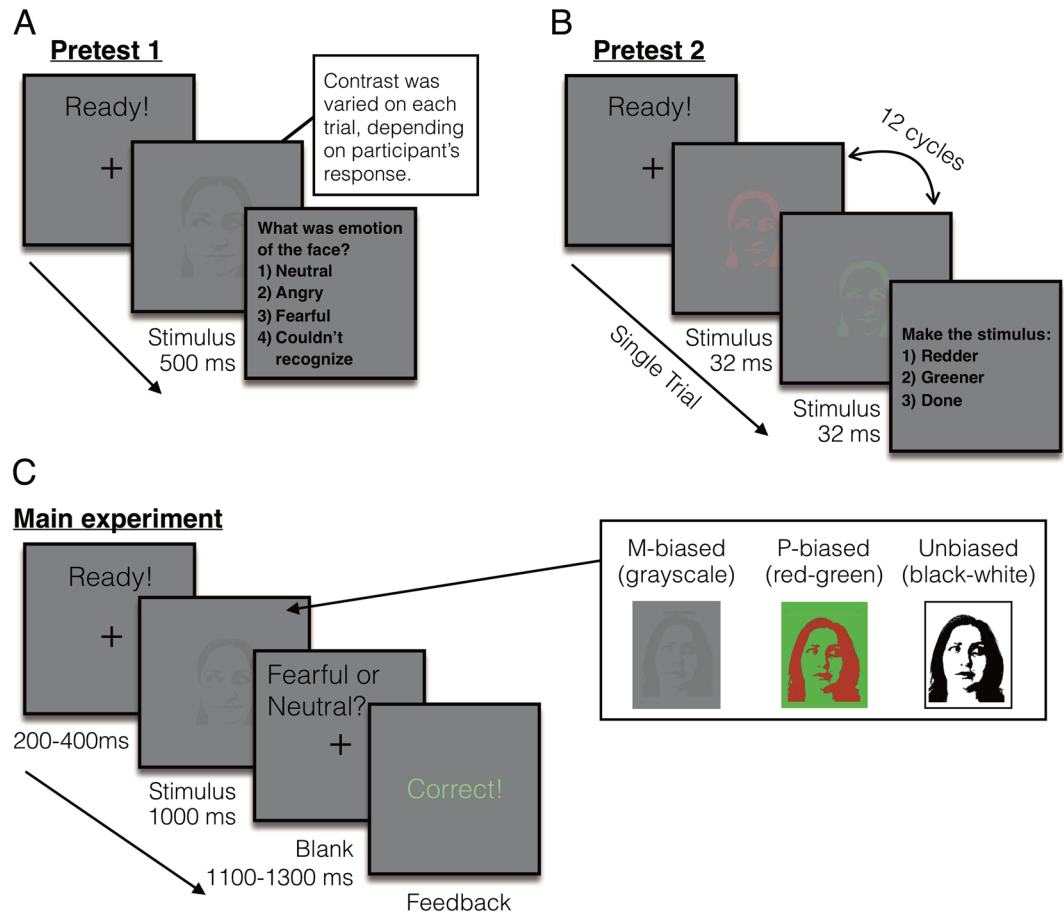 A
Pretest 1
Ready!
+
Contrast was
varied on each
trial, depending
on participant's
response.
What was emotion
of the face?
1) Neutral
2) Angry
3) Fearful
4) Couldn't
recognize
Stimulus
500 ms
B
Pretest 2
Ready!
+
12 cycles
Make the stimulus:
1) Redder
2) Greener
3) Done
Stimulus
32 ms
Stimulus
32 ms
Single Trial
C
Main experiment
Ready!
+
200-400ms
Stimulus
1000 ms
Fearful or
Neutral?
+
Blank
1100-1300 ms
Correct!
Feedback
M-biased
(grayscale)
P-biased
(red-green)
Unbiased
(black-white)